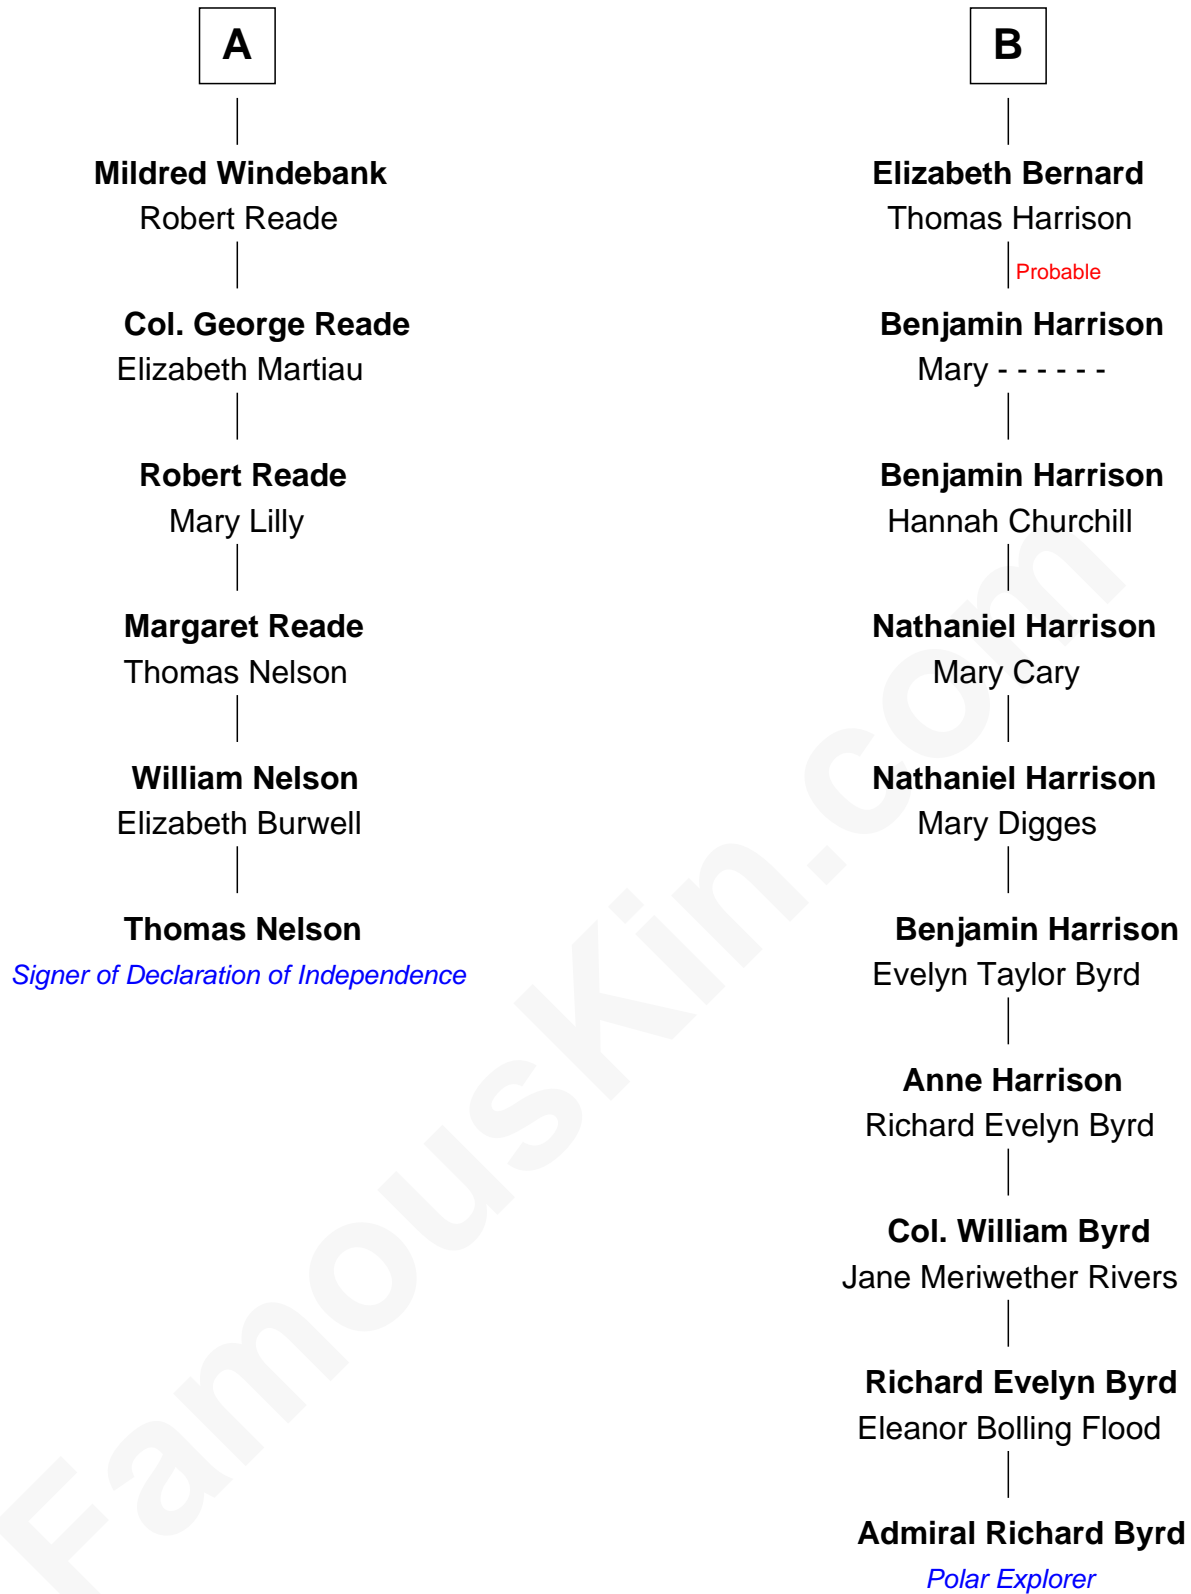 A
Mildred Windebank
Robert Reade
Col. George Reade
Elizabeth Martiau
Robert Reade
Mary Lilly
Margaret Reade
Thomas Nelson
William Nelson
Elizabeth Burwell
Thomas Nelson
Signer of Declaration of Independence
B
Elizabeth Bernard
Thomas Harrison
Probable
Benjamin Harrison
Mary - - - - - -
Benjamin Harrison
Hannah Churchill
Nathaniel Harrison
Mary Cary
Nathaniel Harrison
Mary Digges
Benjamin Harrison
Evelyn Taylor Byrd
Anne Harrison
Richard Evelyn Byrd
Col. William Byrd
Jane Meriwether Rivers
Richard Evelyn Byrd
Eleanor Bolling Flood
Admiral Richard Byrd
Polar Explorer
FamousKin.com